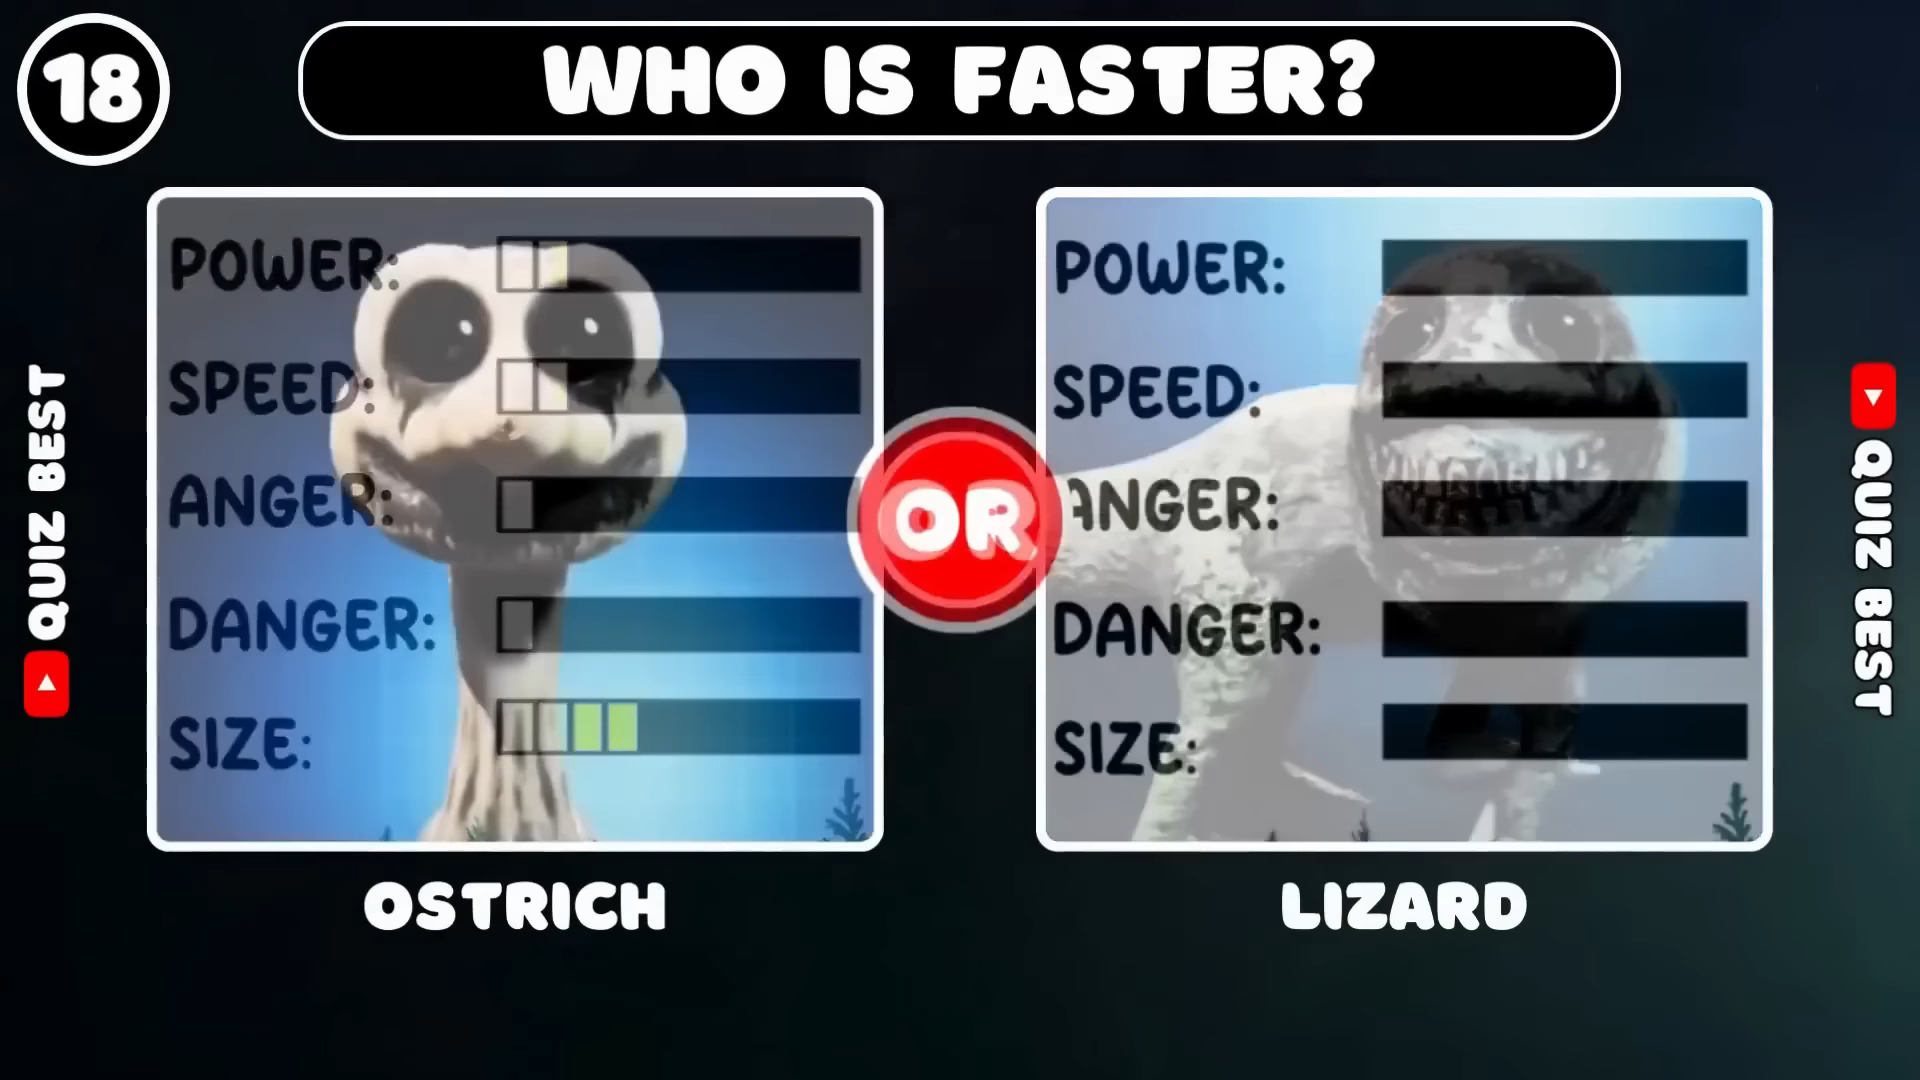 18
WHO IS FASTER?
POWER:
SPEED:
ANGER:
DANGER:
SIZE:
OR
POWER:
SPEED:
ANGER:
DANGER:
SIZE:
OSTRICH
LIZARD
QUIZ BEST
QUIZ BEST